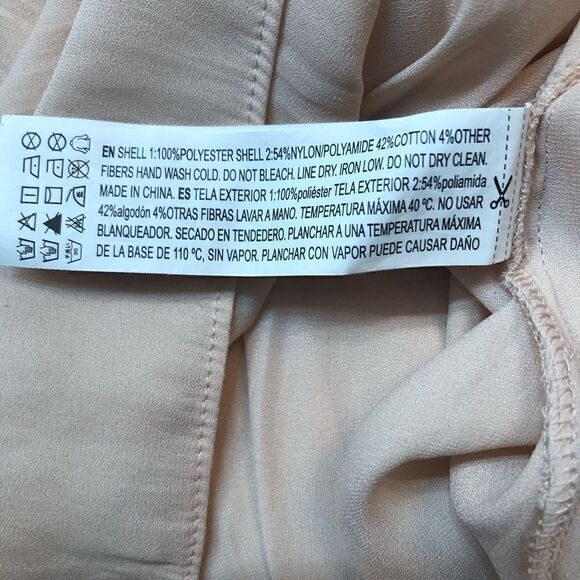 EN SHELL 1:100%POLYESTER SHELL 2:54%NYLON/POLYAMIDE 42%COTTON 4%OTHER
FIBERS HAND WASH COLD. DO NOT BLEACH. LINE DRY. IRON LOW. DO NOT DRY CLEAN.
MADE IN CHINA. ES TELA EXTERIOR 1:100%poliéster TELA EXTERIOR 2:54%poliamida
42%algodón 4%OTRAS FIBRAS LAVAR A MANO. TEMPERATURA MÁXIMA 40 ºC. NO USAR
BLANQUEADOR. SECADO EN TENDEDERO. PLANCHAR A UNA TEMPERATURA MÁXIMA
DE LA BASE DE 110 ºC, SIN VAPOR. PLANCHAR CON VAPOR PUEDE CAUSAR DAÑO